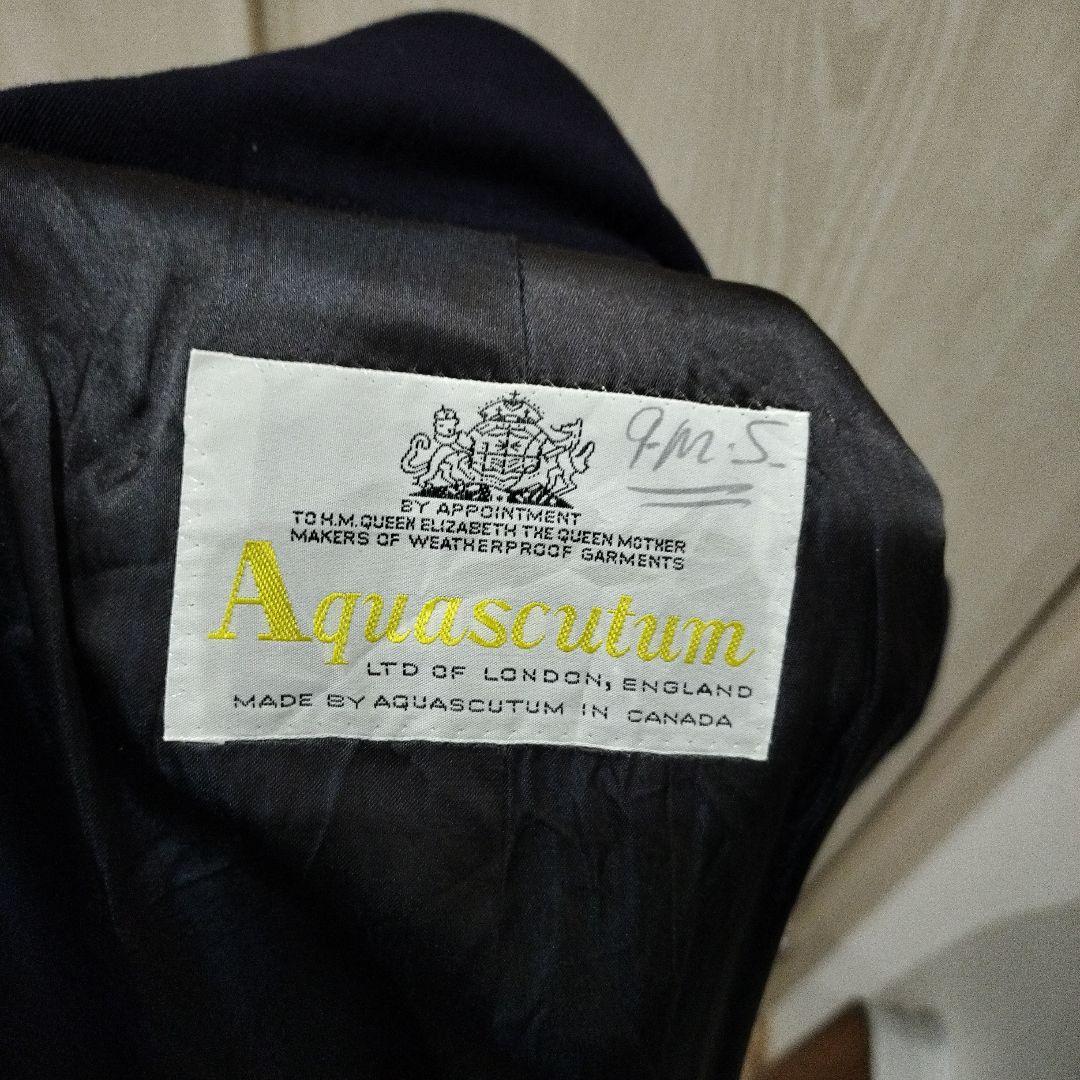 BY APPOINTMENT
TO H.M. QUEEN ELIZABETH THE QUEEN MOTHER
MAKERS OF WEATHERPROOF GARMENTS
Aquascutum
LTD OF LONDON, ENGLAND
MADE BY AQUASCUTUM IN CANADA